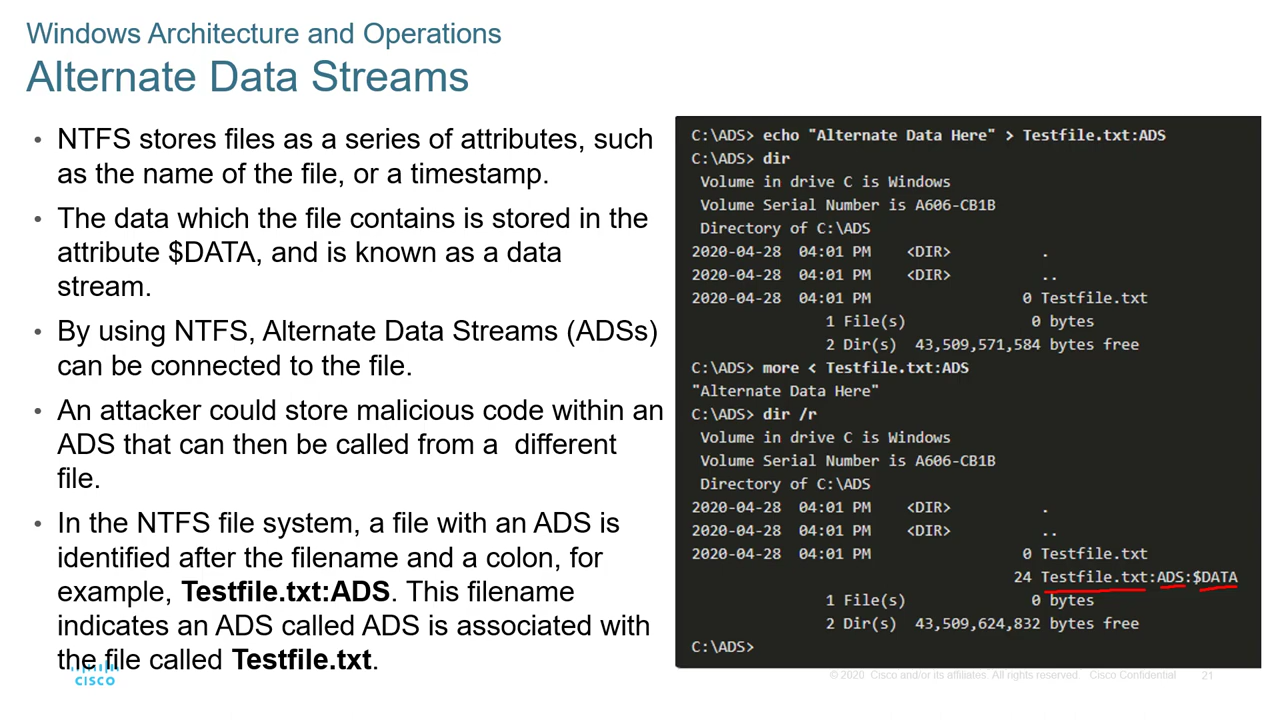 Windows Architecture and Operations
Alternate Data Streams
• NTFS stores files as a series of attributes, such
as the name of the file, or a timestamp.
• The data which the file contains is stored in the
attribute $DATA, and is known as a data
stream.
• By using NTFS, Alternate Data Streams (ADSs)
can be connected to the file.
• An attacker could store malicious code within an
ADS that can then be called from a different
file.
• In the NTFS file system, a file with an ADS is
identified after the filename and a colon, for
example, Testfile.txt:ADS. This filename
indicates an ADS called ADS is associated with
the file called Testfile.txt.
C:\ADS> echo "Alternate Data Here" > Testfile.txt:ADS
C:\ADS> dir
Volume in drive C is Windows
Volume Serial Number is A606-CB1B
Directory of C:\ADS
2020-04-28 04:01 PM <DIR> .
2020-04-28 04:01 PM <DIR> ..
2020-04-28 04:01 PM 0 Testfile.txt
1 File(s) 0 bytes
2 Dir(s) 43,509,571,584 bytes free
C:\ADS> more < Testfile.txt:ADS
"Alternate Data Here"
C:\ADS> dir /r
Volume in drive C is Windows
Volume Serial Number is A606-CB1B
Directory of C:\ADS
2020-04-28 04:01 PM <DIR> .
2020-04-28 04:01 PM <DIR> ..
2020-04-28 04:01 PM 0 Testfile.txt
24 Testfile.txt:ADS:$DATA
1 File(s) 0 bytes
2 Dir(s) 43,509,624,832 bytes free
C:\ADS>
CISCO
© 2020 Cisco and/or its affiliates. All rights reserved. Cisco Confidential
21